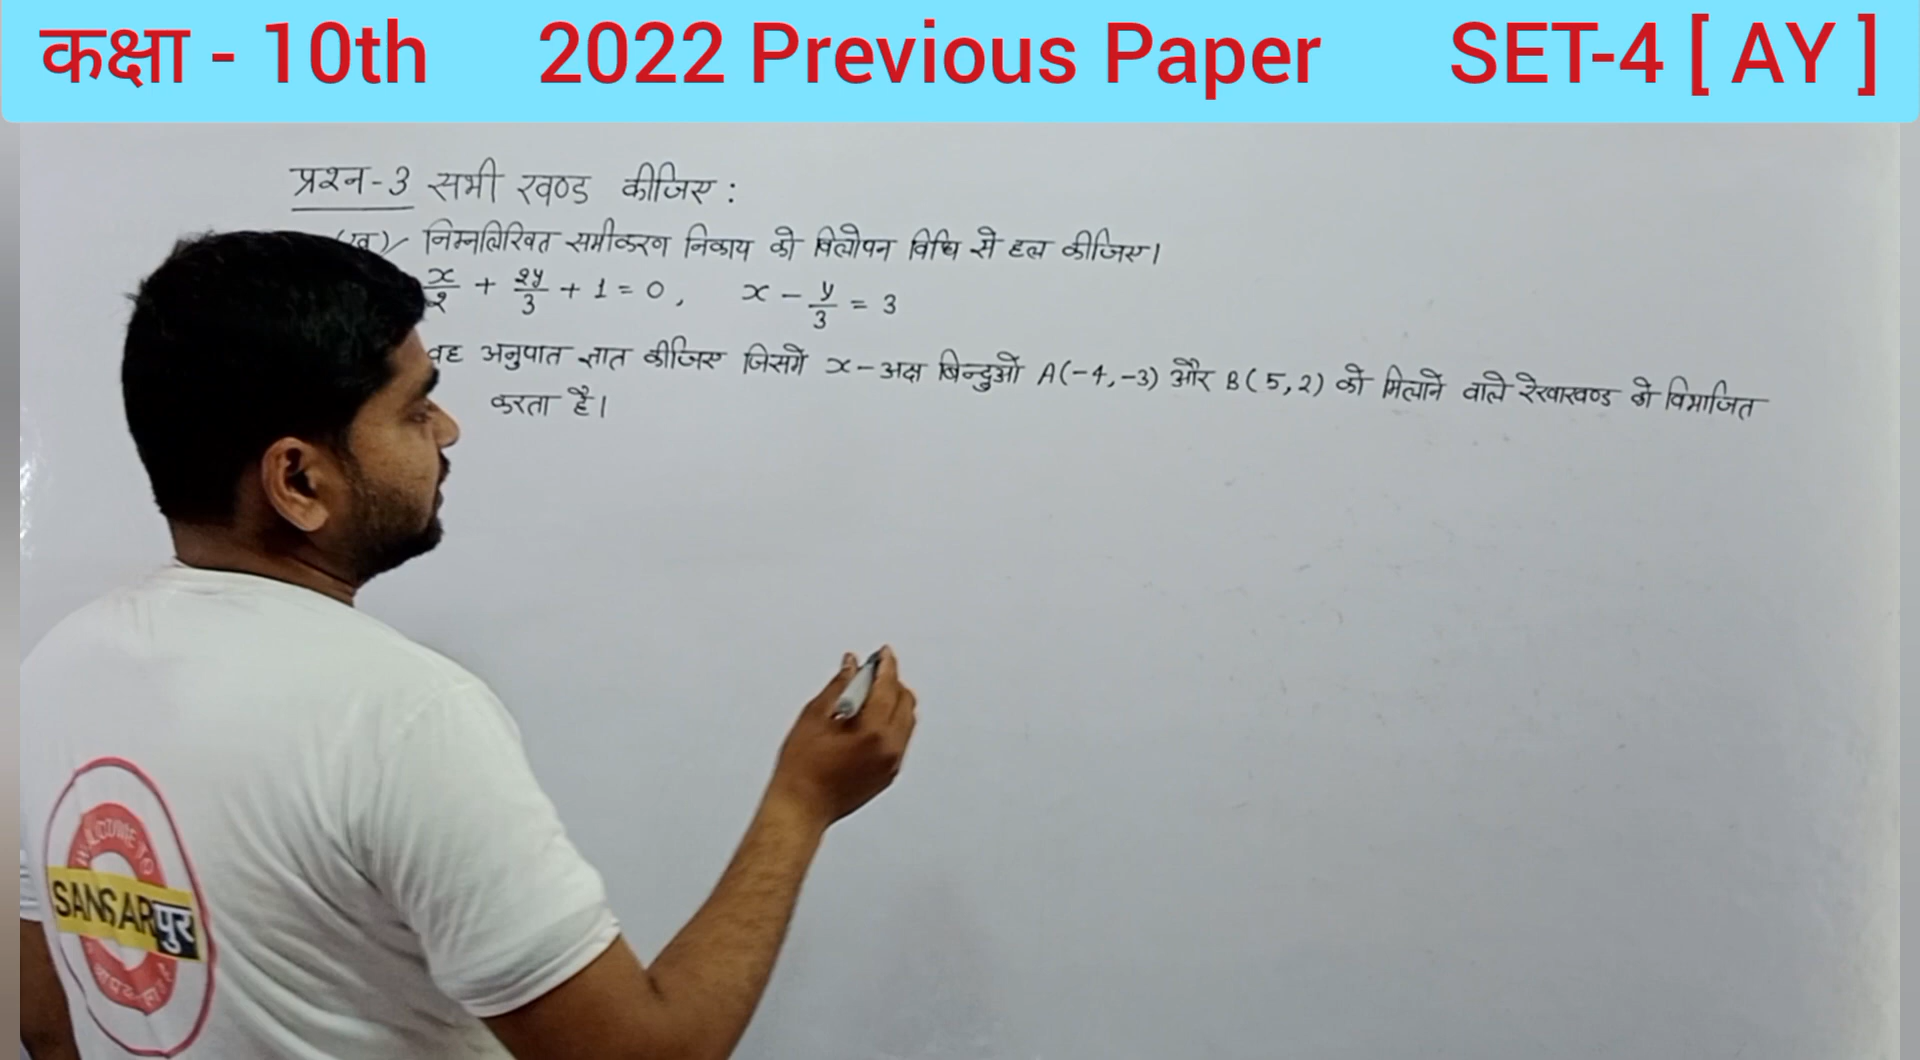 कक्षा - 10th 2022 Previous Paper SET-4 [ AY ]
प्रश्न-3 सभी खण्ड कीजिए :
(ख) निम्नलिखित समीकरण निकाय को विलोपन विधि से हल कीजिए।
x/2 + 2y/3 + 1 = 0, x - y/3 = 3
वह अनुपात ज्ञात कीजिए जिसमें x-अक्ष बिन्दुओं A(-4,-3) और B(5,2) को मिलाने वाले रेखाखण्ड को विभाजित
करता है।
SANSARपुर